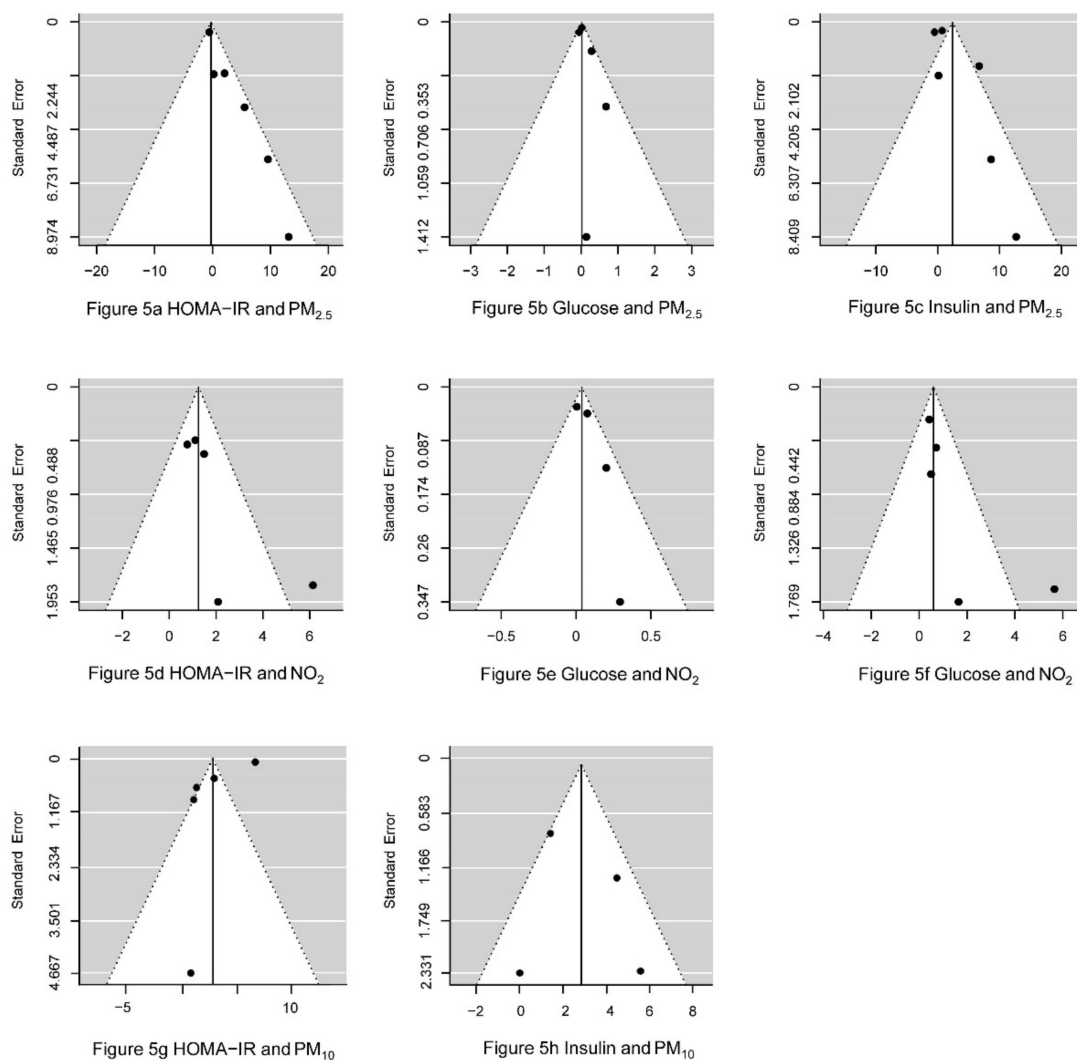 Standard Error
0
2.244
4.487
6.731
8.974
−20 −10 0 10 20
Figure 5a HOMA−IR and PM2.5
Standard Error
0
0.353
0.706
1.059
1.412
−3 −2 −1 0 1 2 3
Figure 5b Glucose and PM2.5
Standard Error
0
2.102
4.205
6.307
8.409
−10 0 10 20
Figure 5c Insulin and PM2.5
Standard Error
0
0.488
0.976
1.465
1.953
−2 0 2 4 6
Figure 5d HOMA−IR and NO2
Standard Error
0
0.087
0.174
0.26
0.347
−0.5 0 0.5
Figure 5e Glucose and NO2
Standard Error
0
0.442
0.884
1.326
1.769
−4 −2 0 2 4 6
Figure 5f Glucose and NO2
Standard Error
0
1.167
2.334
3.501
4.667
−5 10
Figure 5g HOMA−IR and PM10
Standard Error
0
0.583
1.166
1.749
2.331
−2 0 2 4 6 8
Figure 5h Insulin and PM10